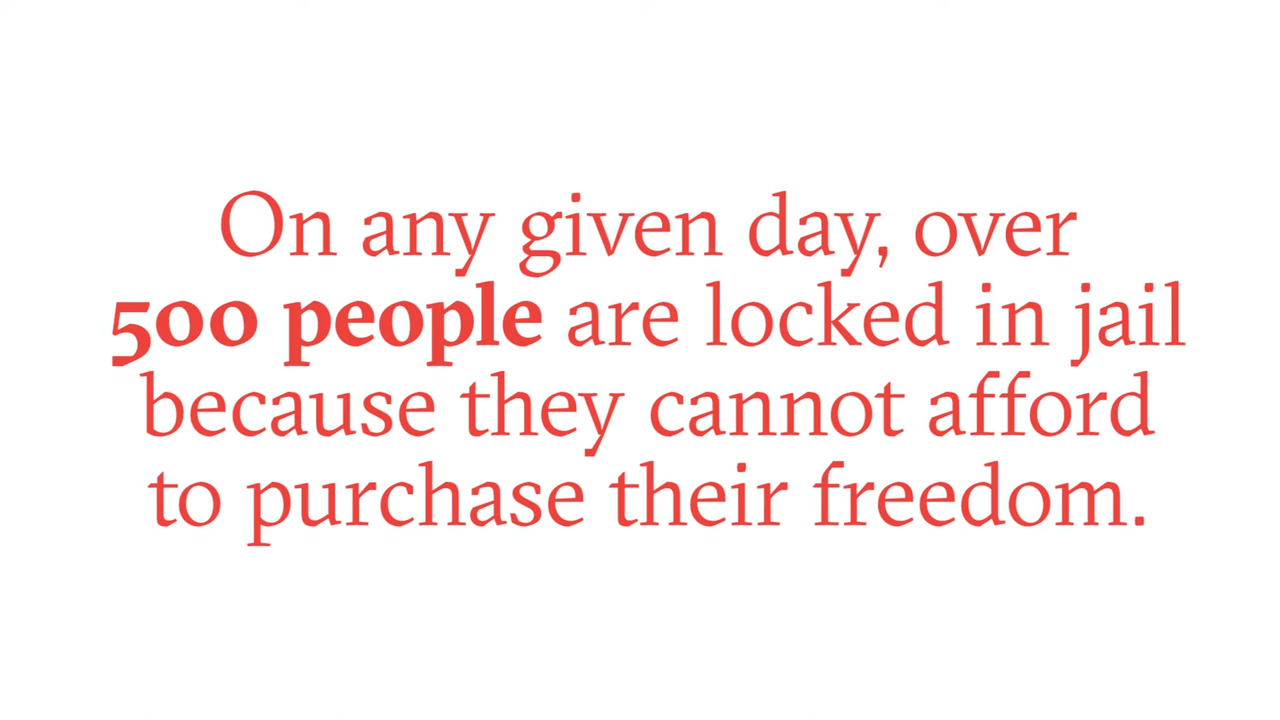 On any given day, over
500 people are locked in jail
because they cannot afford
to purchase their freedom.